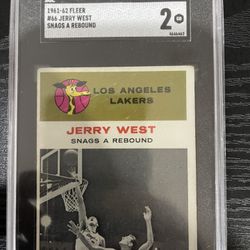 1961-62 FLEER
#66 JERRY WEST
SNAGS A REBOUND
2
LOS ANGELES
LAKERS
JERRY WEST
SNAGS A REBOUND